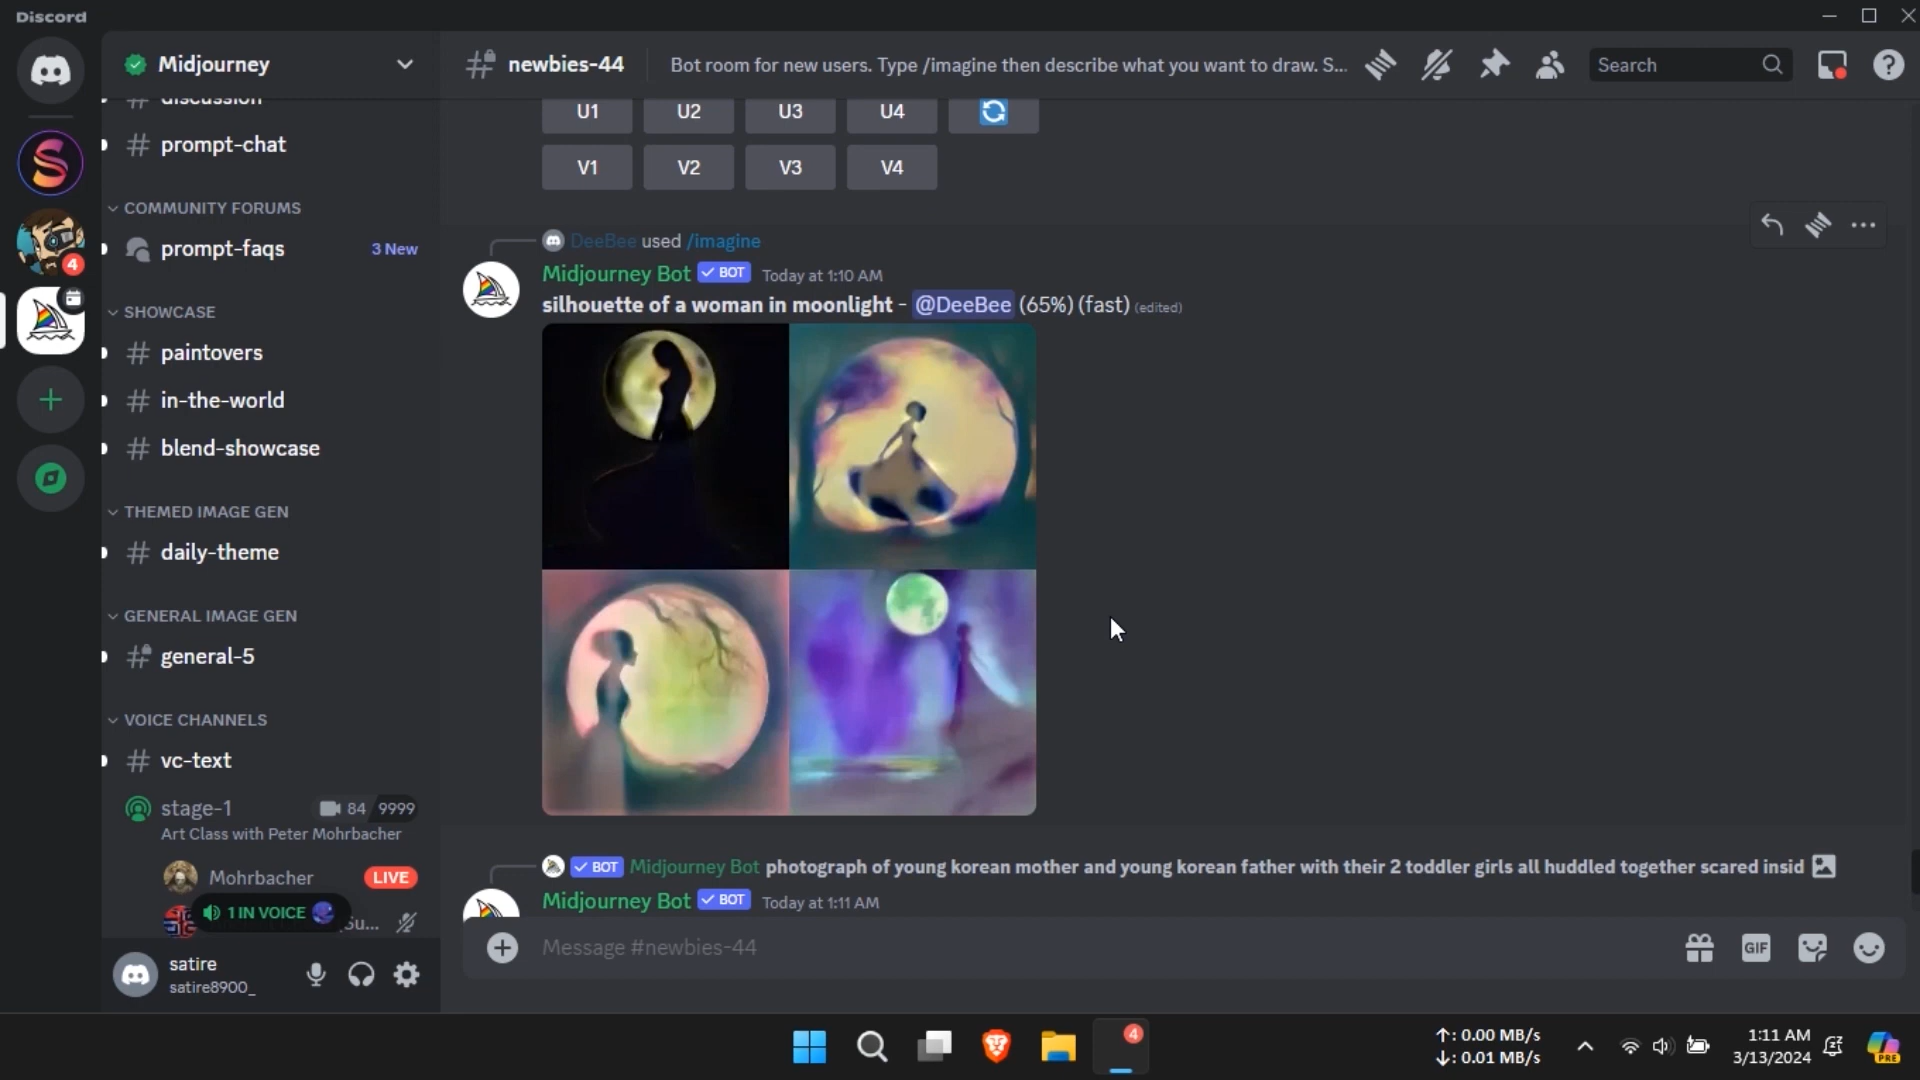 Discord
Midjourney
discussion
prompt-chat
COMMUNITY FORUMS
prompt-faqs 3 New
4
SHOWCASE
paintovers
in-the-world
blend-showcase
THEMED IMAGE GEN
daily-theme
GENERAL IMAGE GEN
general-5
VOICE CHANNELS
vc-text
stage-1 84 9999
Art Class with Peter Mohrbacher
Mohrbacher LIVE
1 IN VOICE
satire
satire8900_
newbies-44 Bot room for new users. Type /imagine then describe what you want to draw. S...
Search
U1 U2 U3 U4
V1 V2 V3 V4
DeeBee used /imagine
Midjourney Bot BOT Today at 1:10 AM
silhouette of a woman in moonlight - @DeeBee (65%) (fast) (edited)
BOT Midjourney Bot photograph of young korean mother and young korean father with their 2 toddler girls all huddled together scared insid
Midjourney Bot BOT Today at 1:11 AM
Message #newbies-44
GIF
4
↑: 0.00 MB/s
↓: 0.01 MB/s
1:11 AM
3/13/2024
PRE